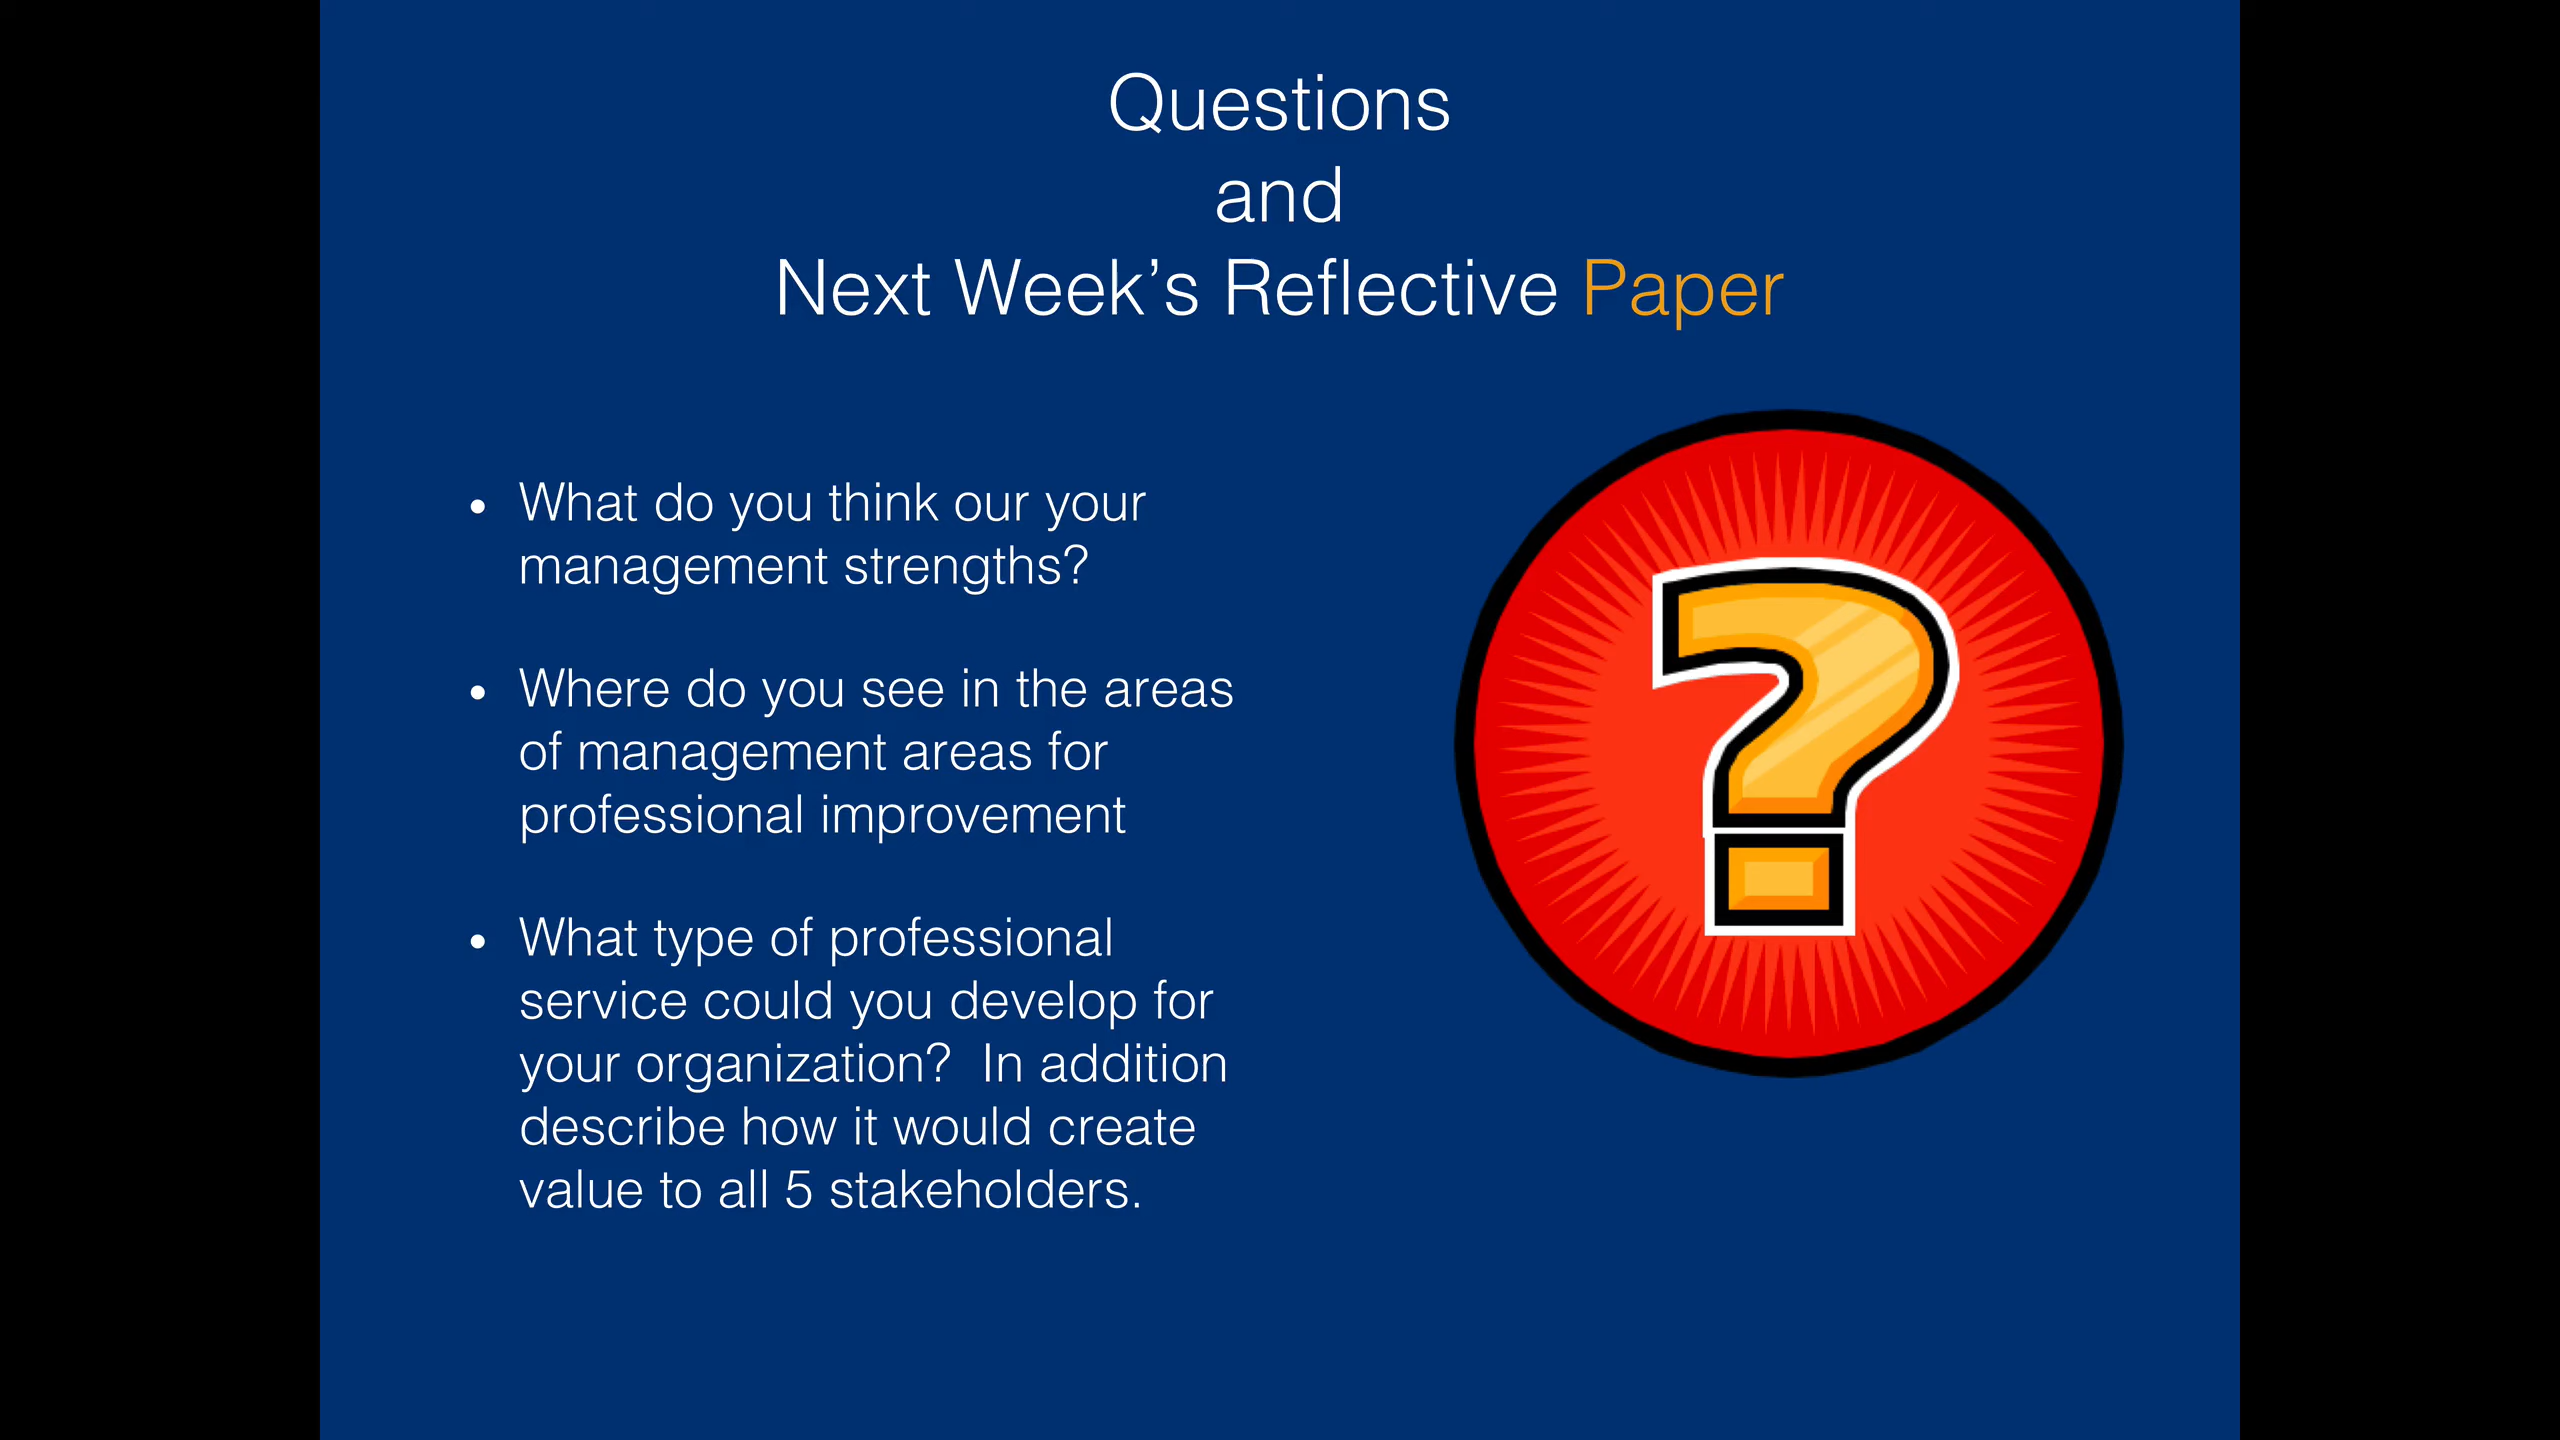 Questions
and
Next Week’s Reflective Paper
• What do you think our your
management strengths?
• Where do you see in the areas
of management areas for
professional improvement
• What type of professional
service could you develop for
your organization?  In addition
describe how it would create
value to all 5 stakeholders.
?